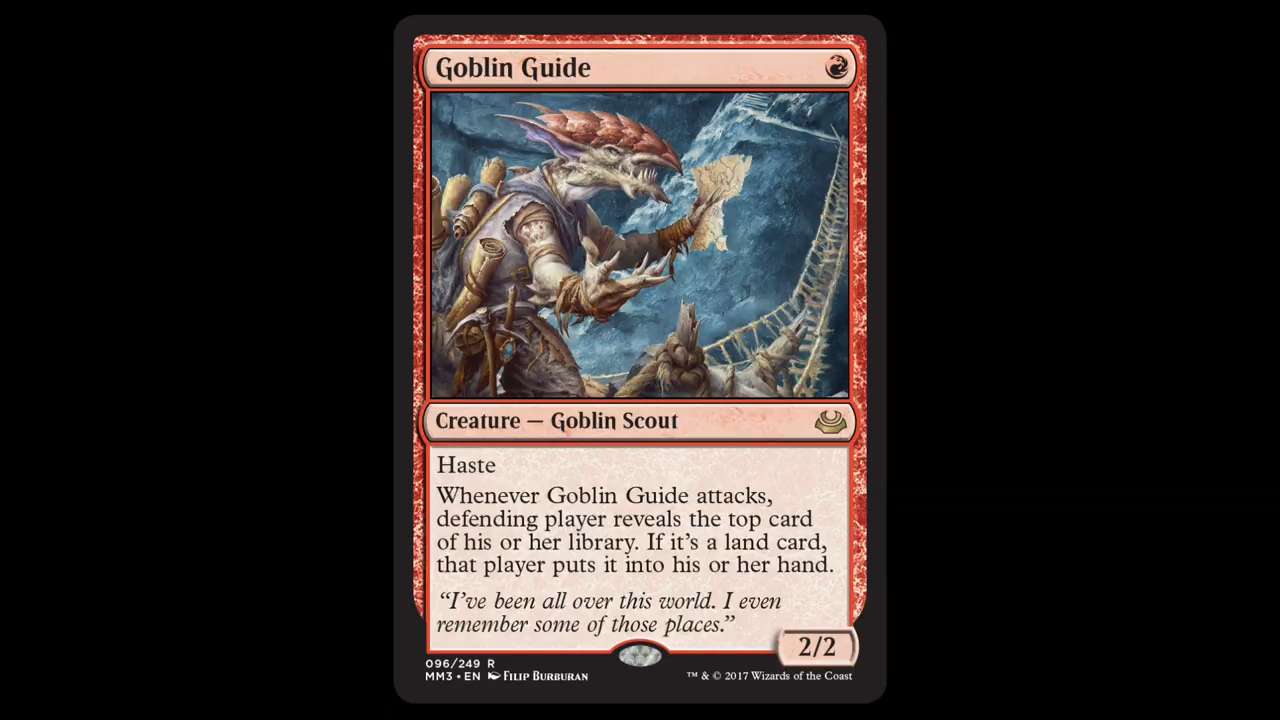 Goblin Guide
Creature — Goblin Scout
Haste
Whenever Goblin Guide attacks,
defending player reveals the top card
of his or her library. If it's a land card,
that player puts it into his or her hand.
“I've been all over this world. I even
remember some of those places.”
2/2
096/249 R
MM3 • EN Filip Burburan
™ & © 2017 Wizards of the Coast